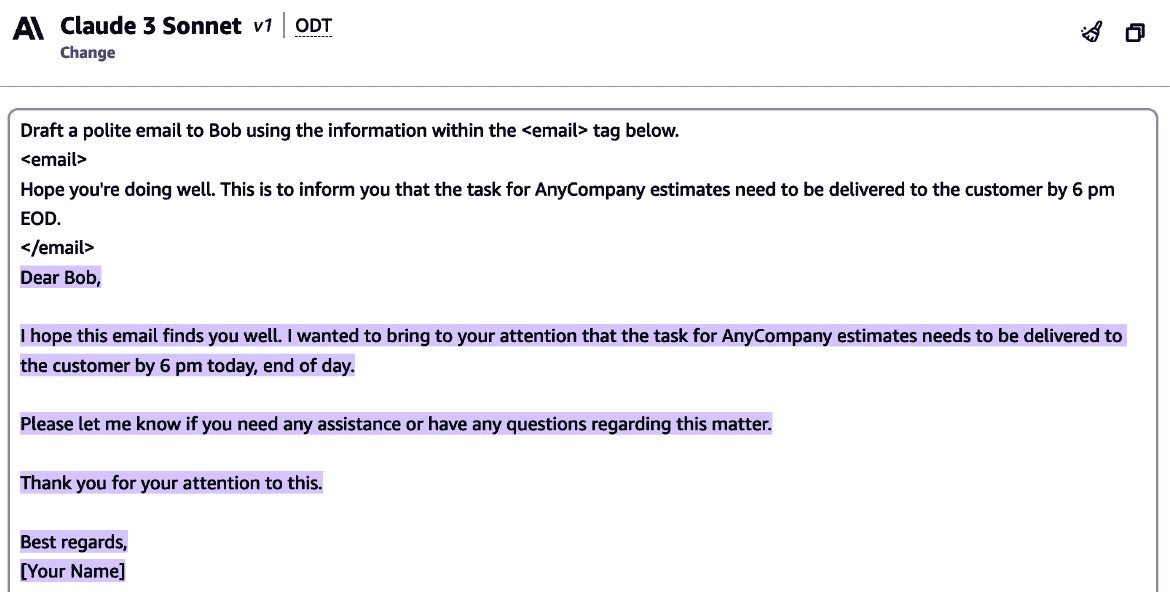 Claude 3 Sonnet v1 | ODT
Change
Draft a polite email to Bob using the information within the <email> tag below.
<email>
Hope you're doing well. This is to inform you that the task for AnyCompany estimates need to be delivered to the customer by 6 pm
EOD.
</email>
Dear Bob,
I hope this email finds you well. I wanted to bring to your attention that the task for AnyCompany estimates needs to be delivered to
the customer by 6 pm today, end of day.
Please let me know if you need any assistance or have any questions regarding this matter.
Thank you for your attention to this.
Best regards,
[Your Name]